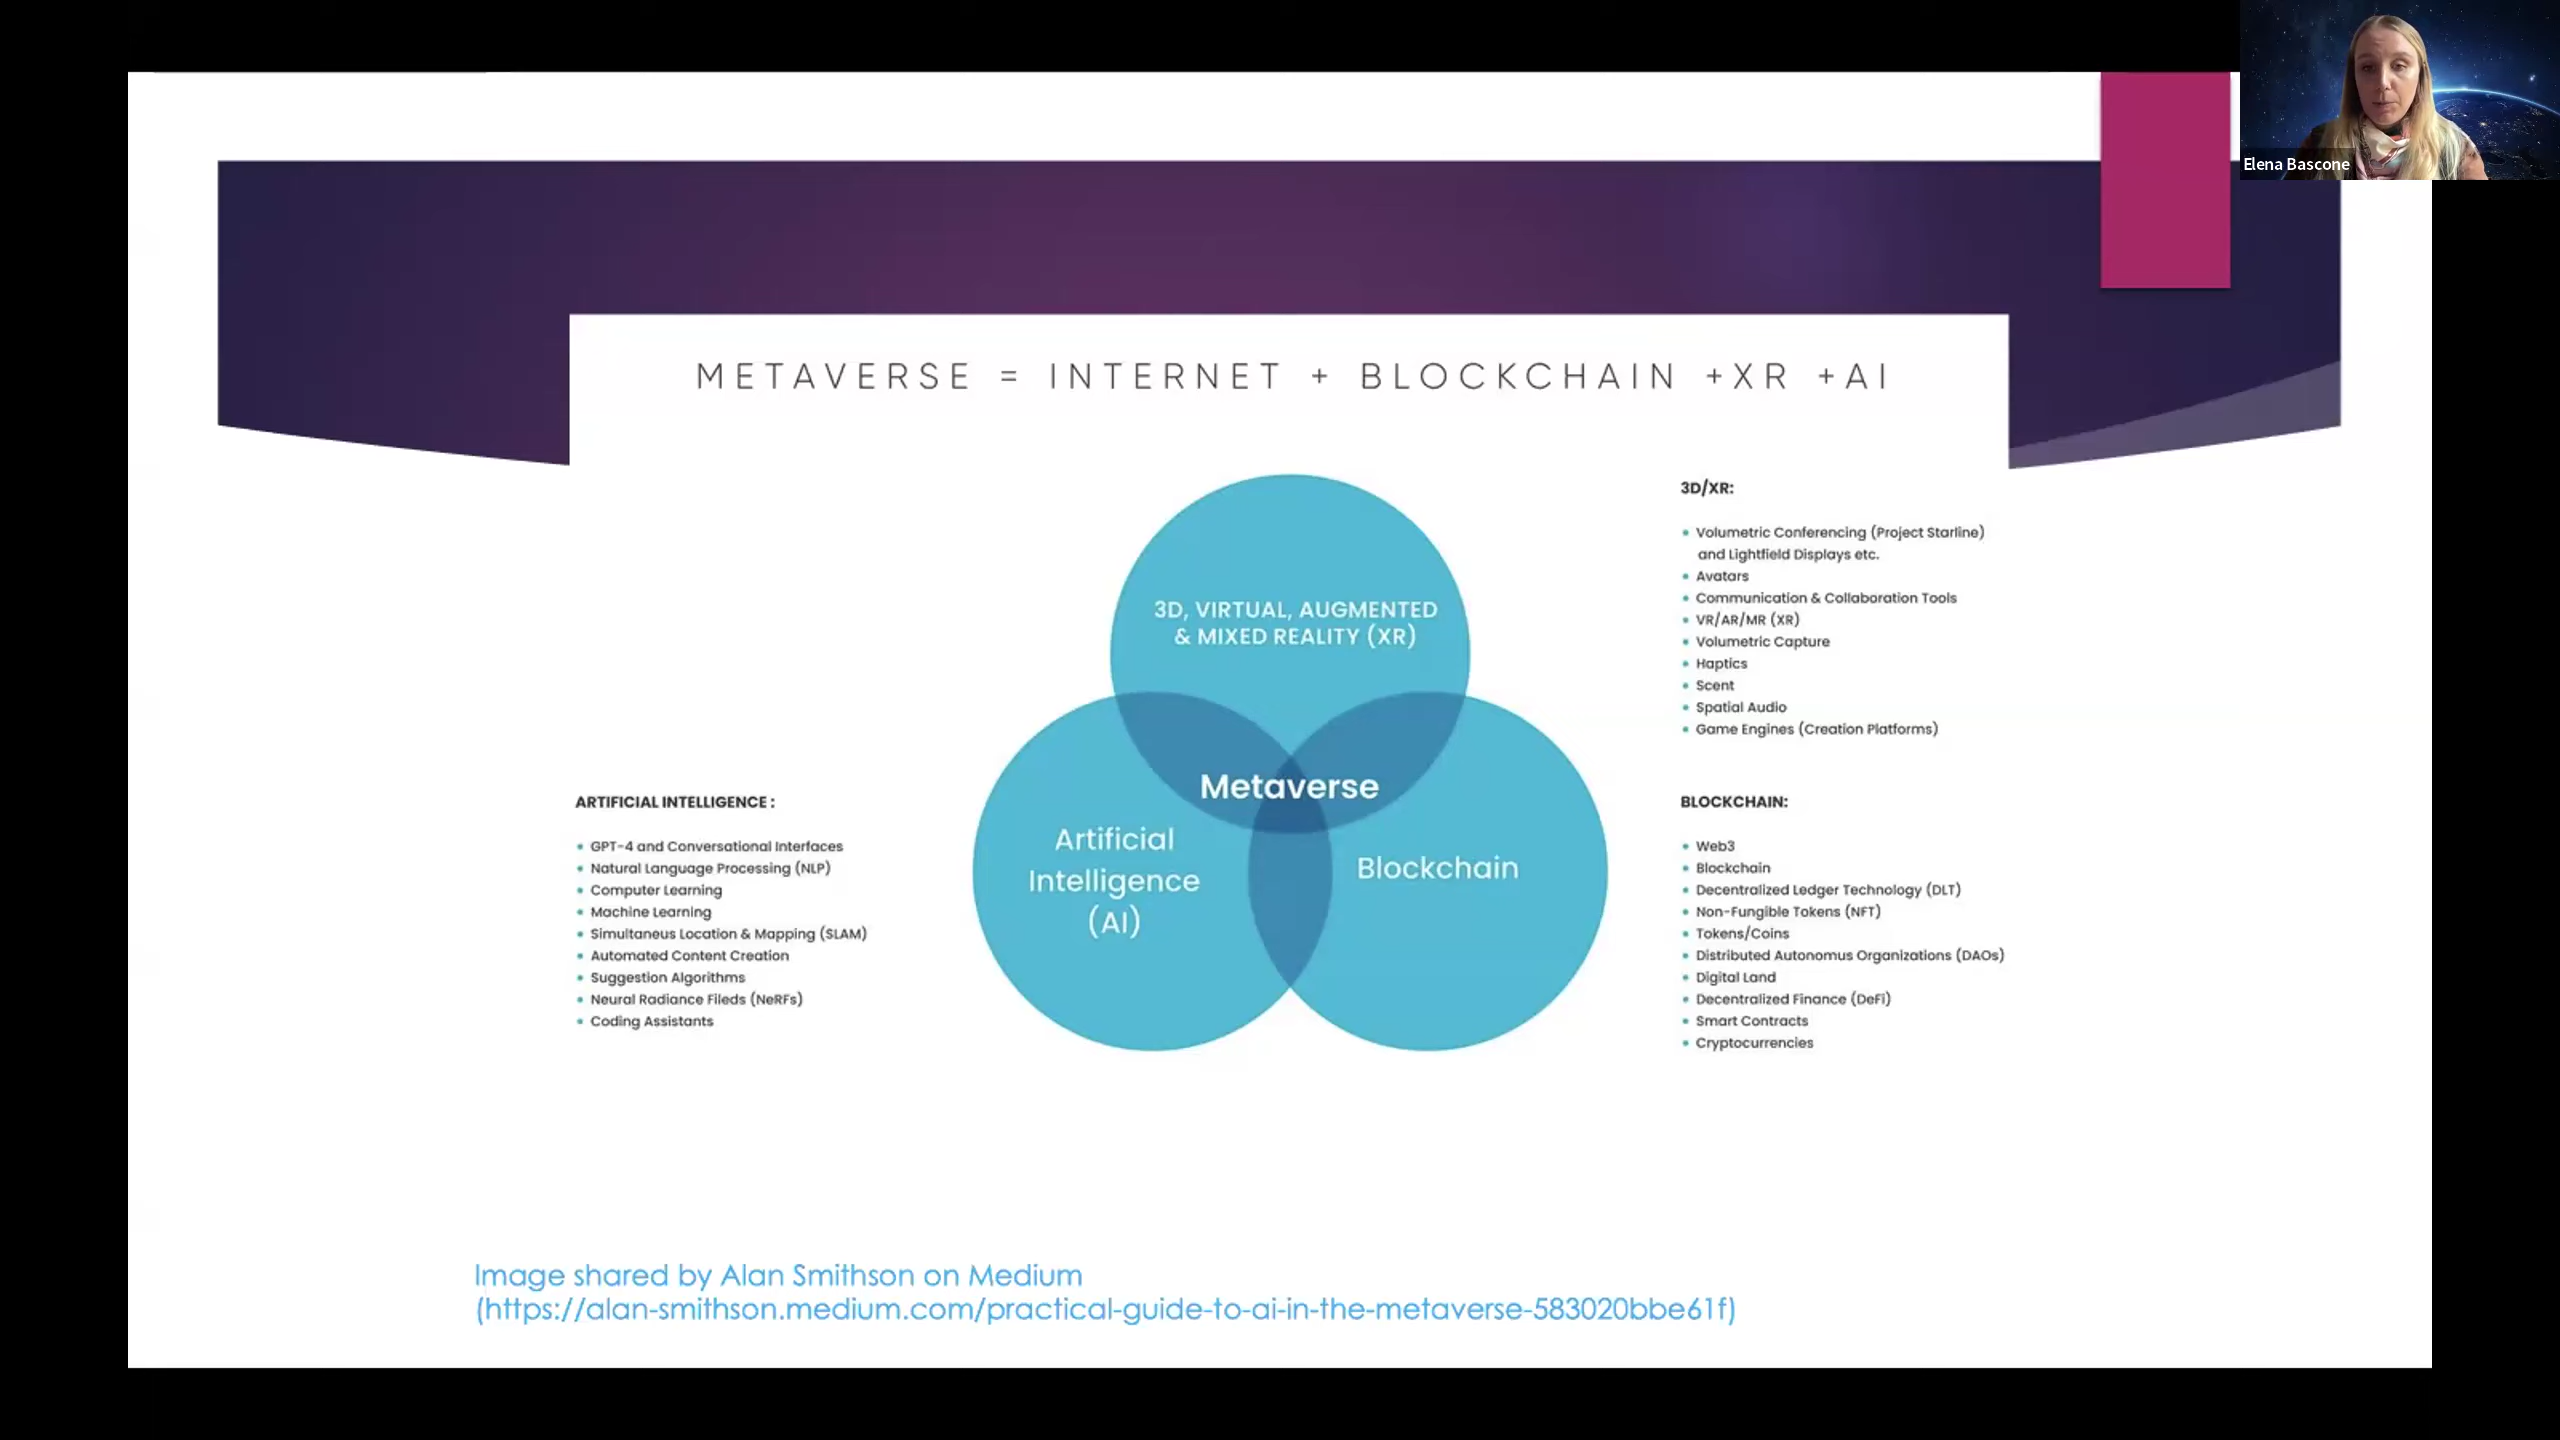 Elena Bascone
METAVERSE = INTERNET + BLOCKCHAIN +XR +AI
3D, VIRTUAL, AUGMENTED
& MIXED REALITY (XR)
Metaverse
Artificial
Intelligence
(AI)
Blockchain
3D/XR:
• Volumetric Conferencing (Project Starline)
and Lightfield Displays etc.
• Avatars
• Communication & Collaboration Tools
• VR/AR/MR (XR)
• Volumetric Capture
• Haptics
• Scent
• Spatial Audio
• Game Engines (Creation Platforms)
ARTIFICIAL INTELLIGENCE :
• GPT-4 and Conversational Interfaces
• Natural Language Processing (NLP)
• Computer Learning
• Machine Learning
• Simultaneus Location & Mapping (SLAM)
• Automated Content Creation
• Suggestion Algorithms
• Neural Radiance Fileds (NeRFs)
• Coding Assistants
BLOCKCHAIN:
• Web3
• Blockchain
• Decentralized Ledger Technology (DLT)
• Non-Fungible Tokens (NFT)
• Tokens/Coins
• Distributed Autonomus Organizations (DAOs)
• Digital Land
• Decentralized Finance (DeFi)
• Smart Contracts
• Cryptocurrencies
Image shared by Alan Smithson on Medium
(https://alan-smithson.medium.com/practical-guide-to-ai-in-the-metaverse-583020bbe61f)